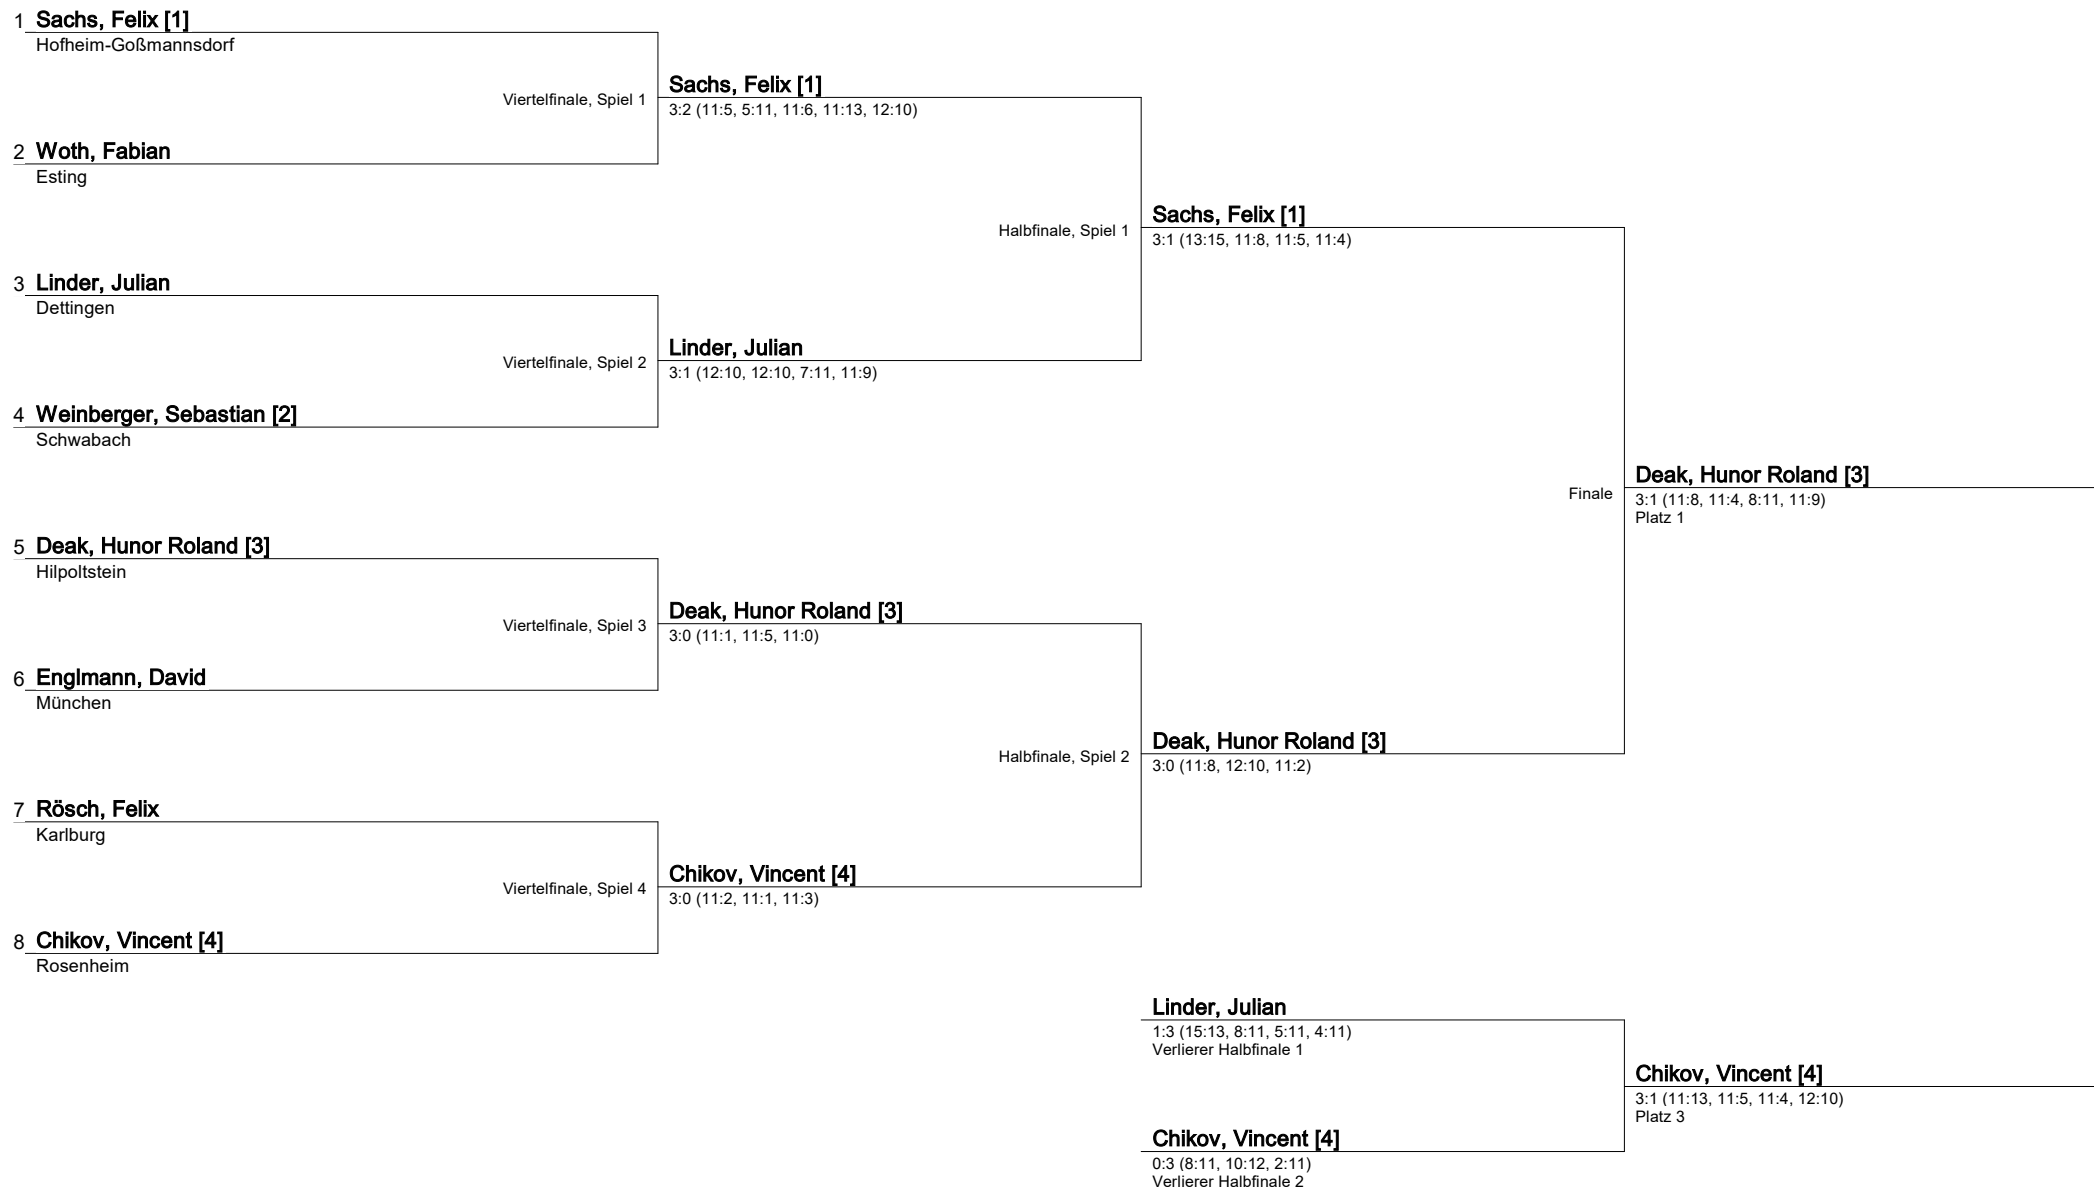 1 Sachs, Felix [1]
Hofheim-Goßmannsdorf
Viertelfinale, Spiel 1
Sachs, Felix [1]
3:2 (11:5, 5:11, 11:6, 11:13, 12:10)
2 Woth, Fabian
Esting
Halbfinale, Spiel 1
Sachs, Felix [1]
3:1 (13:15, 11:8, 11:5, 11:4)
3 Linder, Julian
Dettingen
Viertelfinale, Spiel 2
Linder, Julian
3:1 (12:10, 12:10, 7:11, 11:9)
4 Weinberger, Sebastian [2]
Schwabach
Finale
Deak, Hunor Roland [3]
3:1 (11:8, 11:4, 8:11, 11:9)
Platz 1
5 Deak, Hunor Roland [3]
Hilpoltstein
Viertelfinale, Spiel 3
Deak, Hunor Roland [3]
3:0 (11:1, 11:5, 11:0)
6 Englmann, David
München
Halbfinale, Spiel 2
Deak, Hunor Roland [3]
3:0 (11:8, 12:10, 11:2)
7 Rösch, Felix
Karlburg
Viertelfinale, Spiel 4
Chikov, Vincent [4]
3:0 (11:2, 11:1, 11:3)
8 Chikov, Vincent [4]
Rosenheim
Linder, Julian
1:3 (15:13, 8:11, 5:11, 4:11)
Verlierer Halbfinale 1
Chikov, Vincent [4]
3:1 (11:13, 11:5, 11:4, 12:10)
Platz 3
Chikov, Vincent [4]
0:3 (8:11, 10:12, 2:11)
Verlierer Halbfinale 2